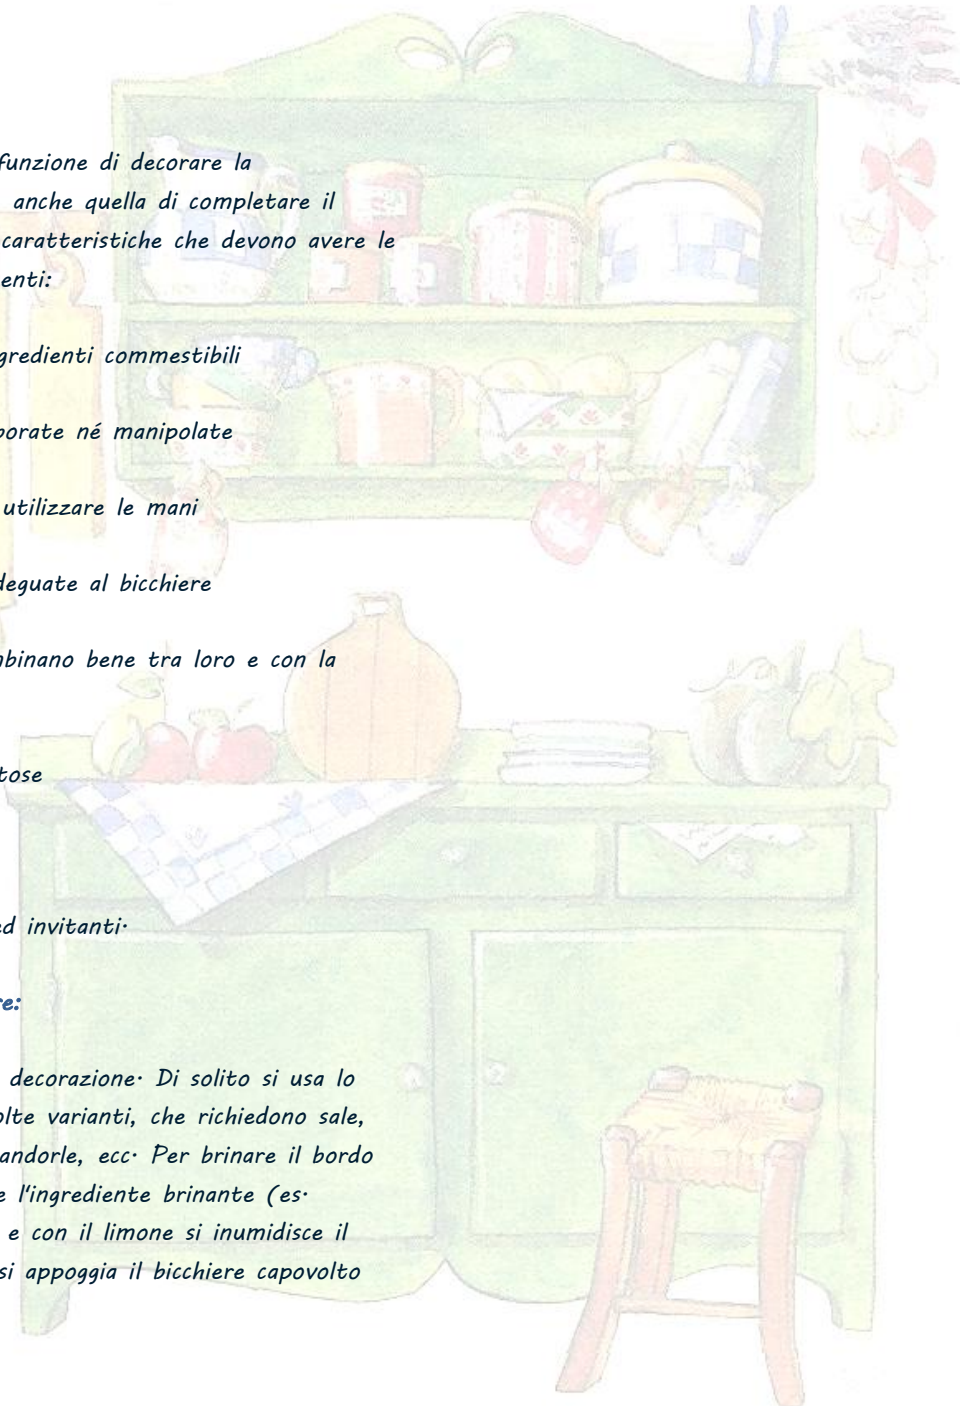 funzione di decorare la
anche quella di completare il
caratteristiche che devono avere le
enti:
gredienti commestibili
porate né manipolate
utilizzare le mani
deguate al bicchiere
binano bene tra loro e con la
tose
ed invitanti·
re:
decorazione· Di solito si usa lo
olte varianti, che richiedono sale,
andorle, ecc· Per brinare il bordo
e l'ingrediente brinante (es·
e con il limone si inumidisce il
si appoggia il bicchiere capovolto